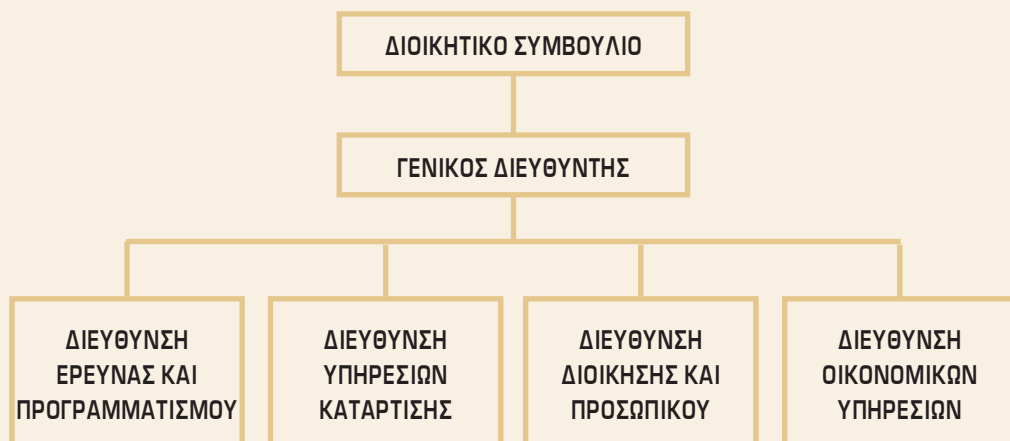 ΔΙΟΙΚΗΤΙΚΟ ΣΥΜΒΟΥΛΙΟ
ΓΕΝΙΚΟΣ ΔΙΕΥΘΥΝΤΗΣ
ΔΙΕΥΘΥΝΣΗ
ΕΡΕΥΝΑΣ ΚΑΙ
ΠΡΟΓΡΑΜΜΑΤΙΣΜΟΥ
ΔΙΕΥΘΥΝΣΗ
ΥΠΗΡΕΣΙΩΝ
ΚΑΤΑΡΤΙΣΗΣ
ΔΙΕΥΘΥΝΣΗ
ΔΙΟΙΚΗΣΗΣ ΚΑΙ
ΠΡΟΣΩΠΙΚΟΥ
ΔΙΕΥΘΥΝΣΗ
ΟΙΚΟΝΟΜΙΚΩΝ
ΥΠΗΡΕΣΙΩΝ